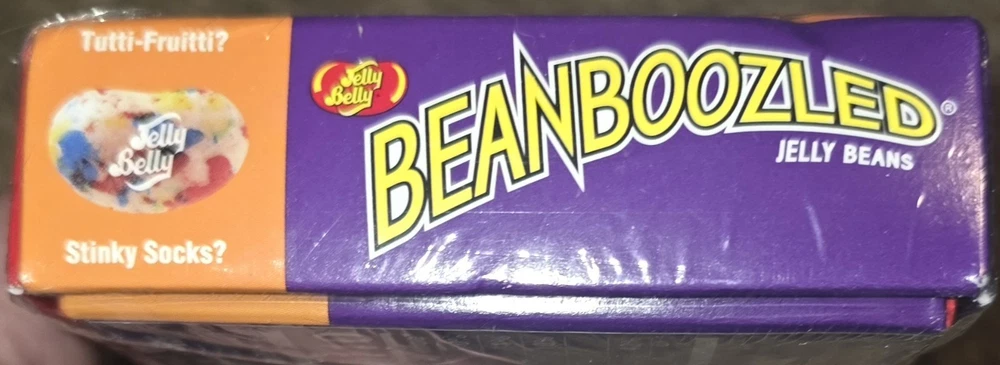 Tutti-Fruitti?
Jelly
Belly
Stinky Socks?
Jelly
Belly
BEANBOOZLED®
JELLY BEANS